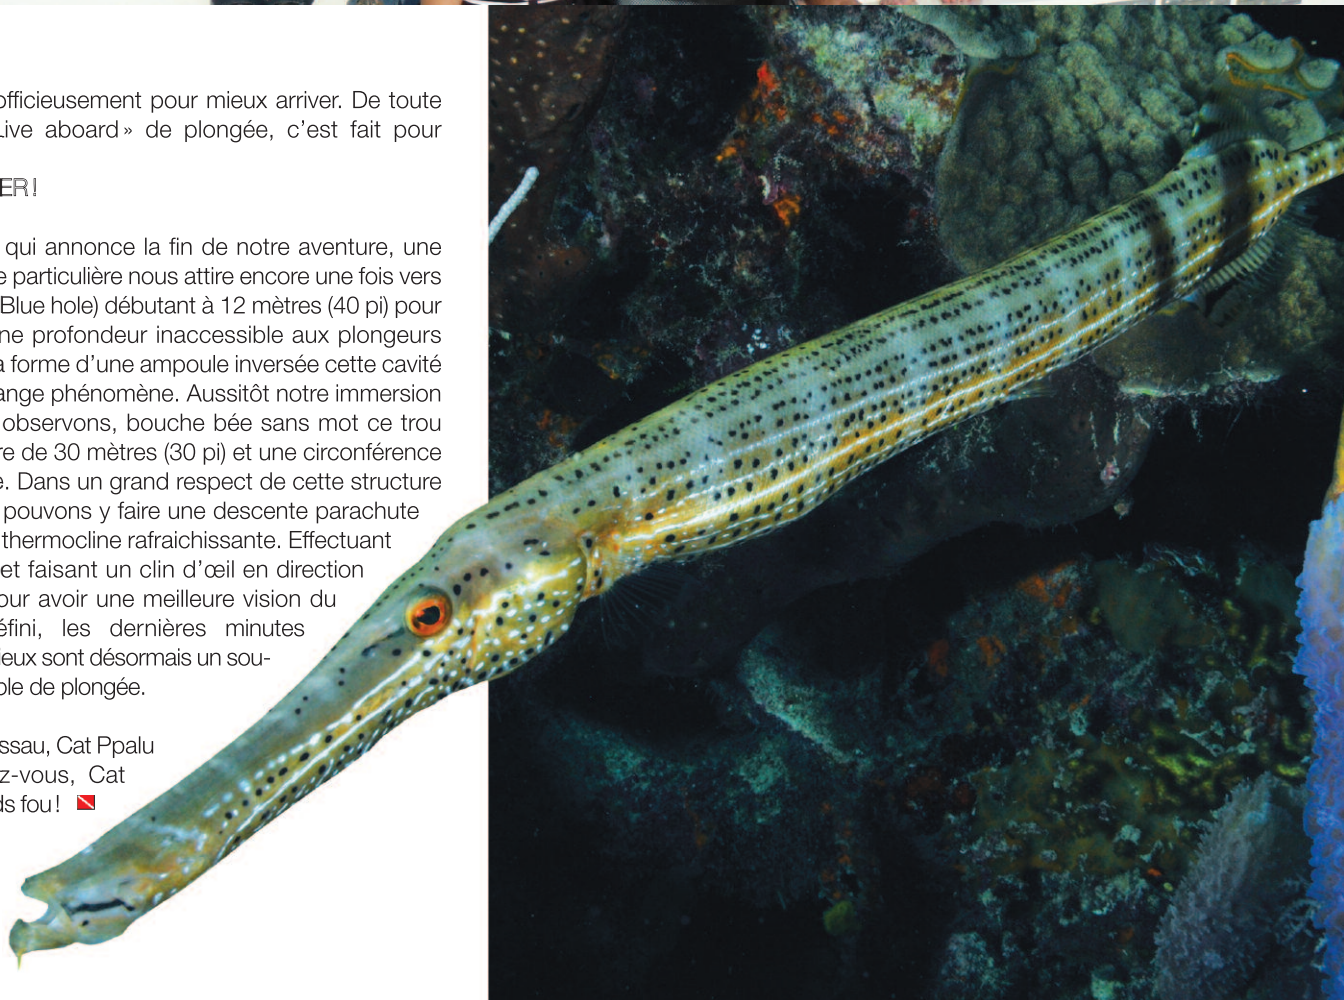 officieusement pour mieux arriver. De toute
Live aboard » de plongée, c’est fait pour
ER !
qui annonce la fin de notre aventure, une
particulière nous attire encore une fois vers
Blue hole) débutant à 12 mètres (40 pi) pour
ne profondeur inaccessible aux plongeurs
a forme d’une ampoule inversée cette cavité
ange phénomène. Aussitôt notre immersion
observons, bouche bée sans mot ce trou
re de 30 mètres (30 pi) et une circonférence
e. Dans un grand respect de cette structure
pouvons y faire une descente parachute
thermocline rafraichissante. Effectuant
et faisant un clin d’œil en direction
our avoir une meilleure vision du
éfini, les dernières minutes
ieux sont désormais un sou-
ble de plongée.
ssau, Cat Ppalu
z-vous, Cat
ds fou !